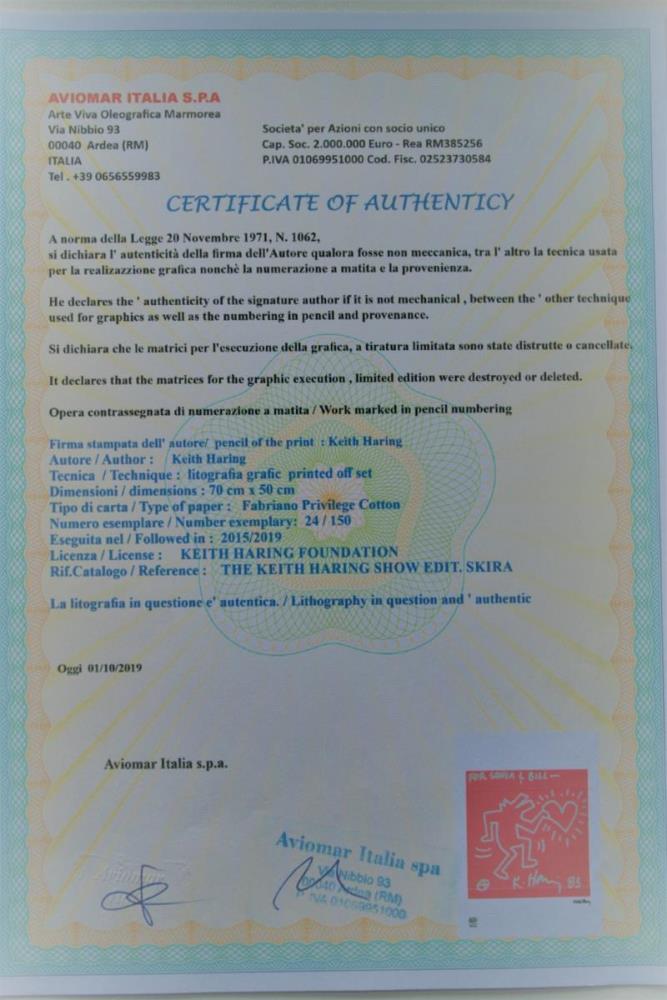 AVIOMAR ITALIA S.P.A
Arte Viva Oleografica Marmorea
Via Nibbio 93
00040 Ardea (RM)
ITALIA
Tel . +39 0656559983
Societa' per Azioni con socio unico
Cap. Soc. 2.000.000 Euro - Rea RM385256
P.IVA 01069951000 Cod. Fisc. 02523730584
CERTIFICATE OF AUTHENTICY
A norma della Legge 20 Novembre 1971, N. 1062,
si dichiara l' autenticità della firma dell'Autore qualora fosse non meccanica, tra l' altro la tecnica usata
per la realizazzione grafica nonchè la numerazione a matita e la provenienza.
He declares the ' authenticity of the signature author if it is not mechanical , between the ' other technique
used for graphics as well as the numbering in pencil and provenance.
Si dichiara che le matrici per l'esecuzione della grafica, a tiratura limitata sono state distrutte o cancellate.
It declares that the matrices for the graphic execution , limited edition were destroyed or deleted.
Opera contrassegnata di numerazione a matita / Work marked in pencil numbering
Firma stampata dell' autore/ pencil of the print : Keith Haring
Autore / Author : Keith Haring
Tecnica / Technique : litografia grafic printed off set
Dimensioni / dimensions : 70 cm x 50 cm
Tipo di carta / Type of paper : Fabriano Privilege Cotton
Numero esemplare / Number exemplary: 24 / 150
Eseguita nel / Followed in : 2015/2019
Licenza / License : KEITH HARING FOUNDATION
Rif.Catalogo / Reference : THE KEITH HARING SHOW EDIT. SKIRA
La litografia in questione e' autentica. / Lithography in question and ' authentic
Oggi 01/10/2019
Aviomar Italia s.p.a.
Aviomar
Aviomar Italia spa
Via Nibbio 93
00040 Ardea (RM)
P. IVA 01069951000
FOR SONIA & BILL —
K. Haring 83